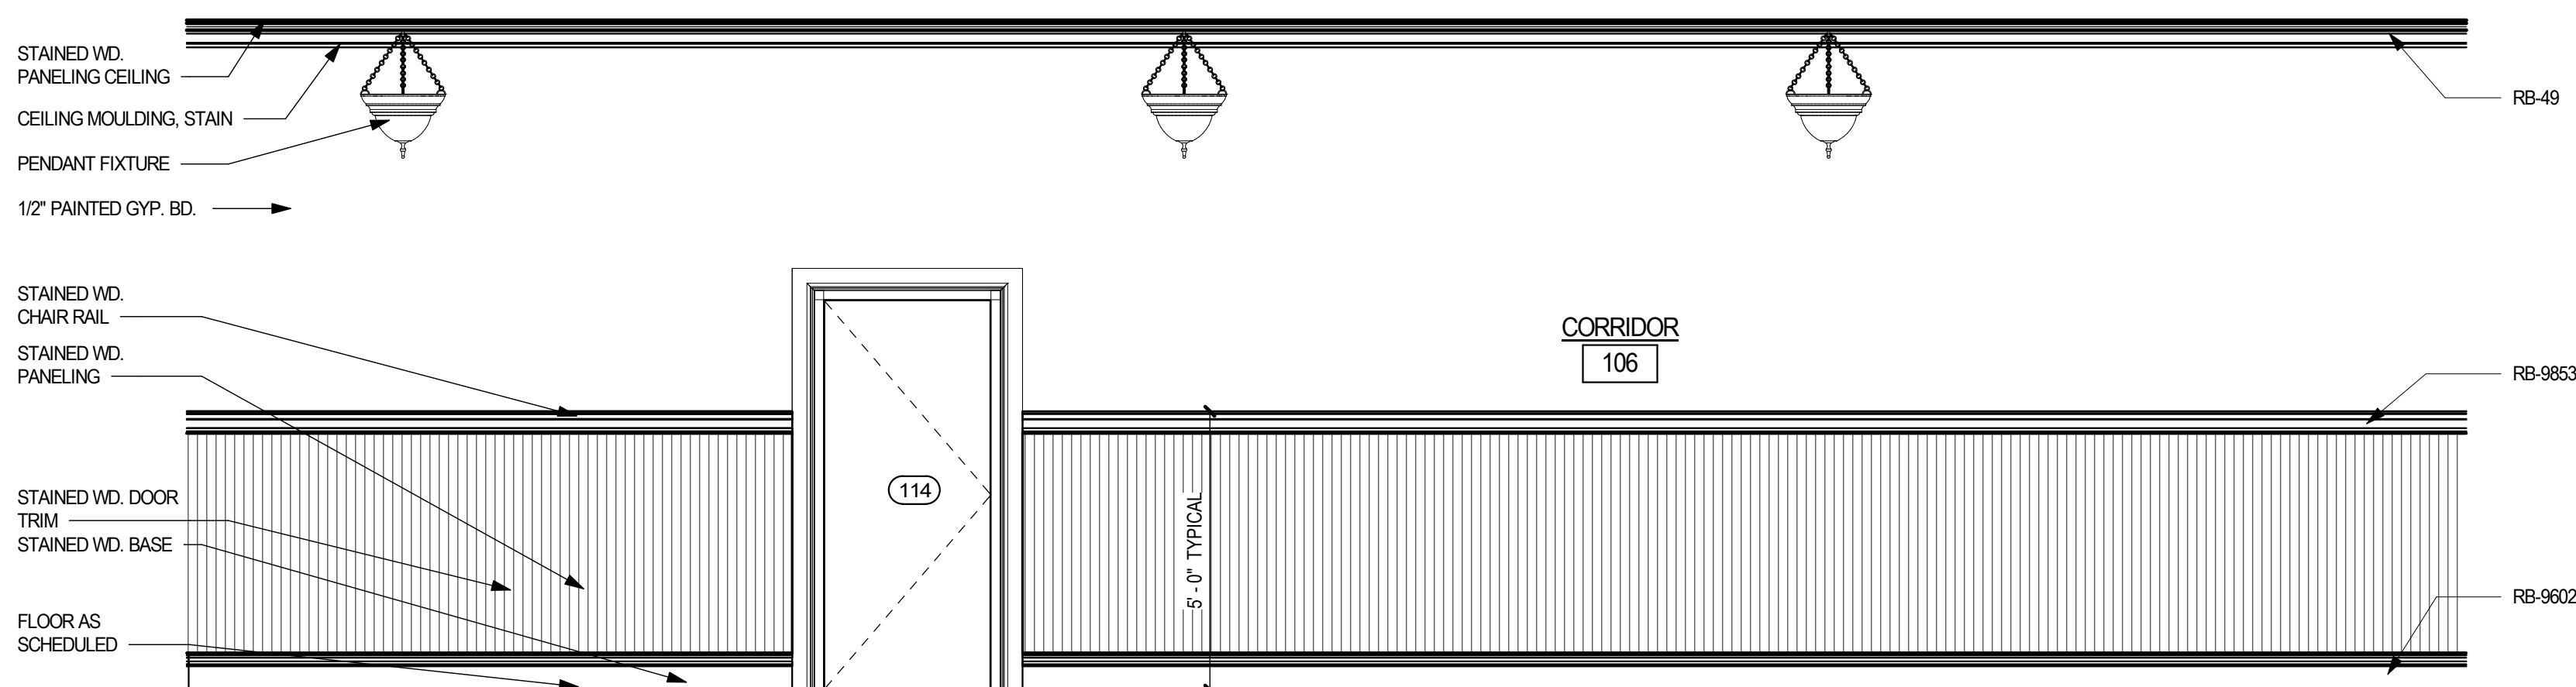 STAINED WD.
PANELING CEILING
CEILING MOULDING, STAIN
PENDANT FIXTURE
1/2" PAINTED GYP. BD.
STAINED WD.
CHAIR RAIL
STAINED WD.
PANELING
STAINED WD. DOOR
TRIM
STAINED WD. BASE
FLOOR AS
SCHEDULED
114
5' - 0" TYPICAL
CORRIDOR
106
RB-49
RB-9853
RB-9602